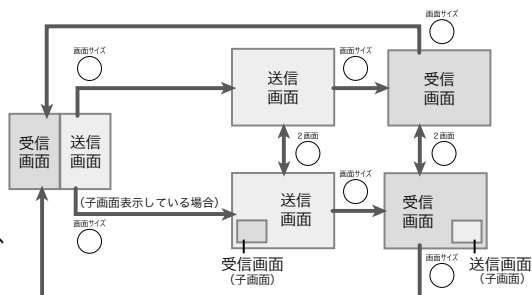 画面サイズ
画面サイズ
画面サイズ
送信
画面
受信
画面
受信
画面
送信
画面
2画面
2画面
画面サイズ
(子画面表示している場合)
送信
画面
受信
画面
画面サイズ
、
受信画面
(子画面)
画面サイズ
送信画面
(子画面)